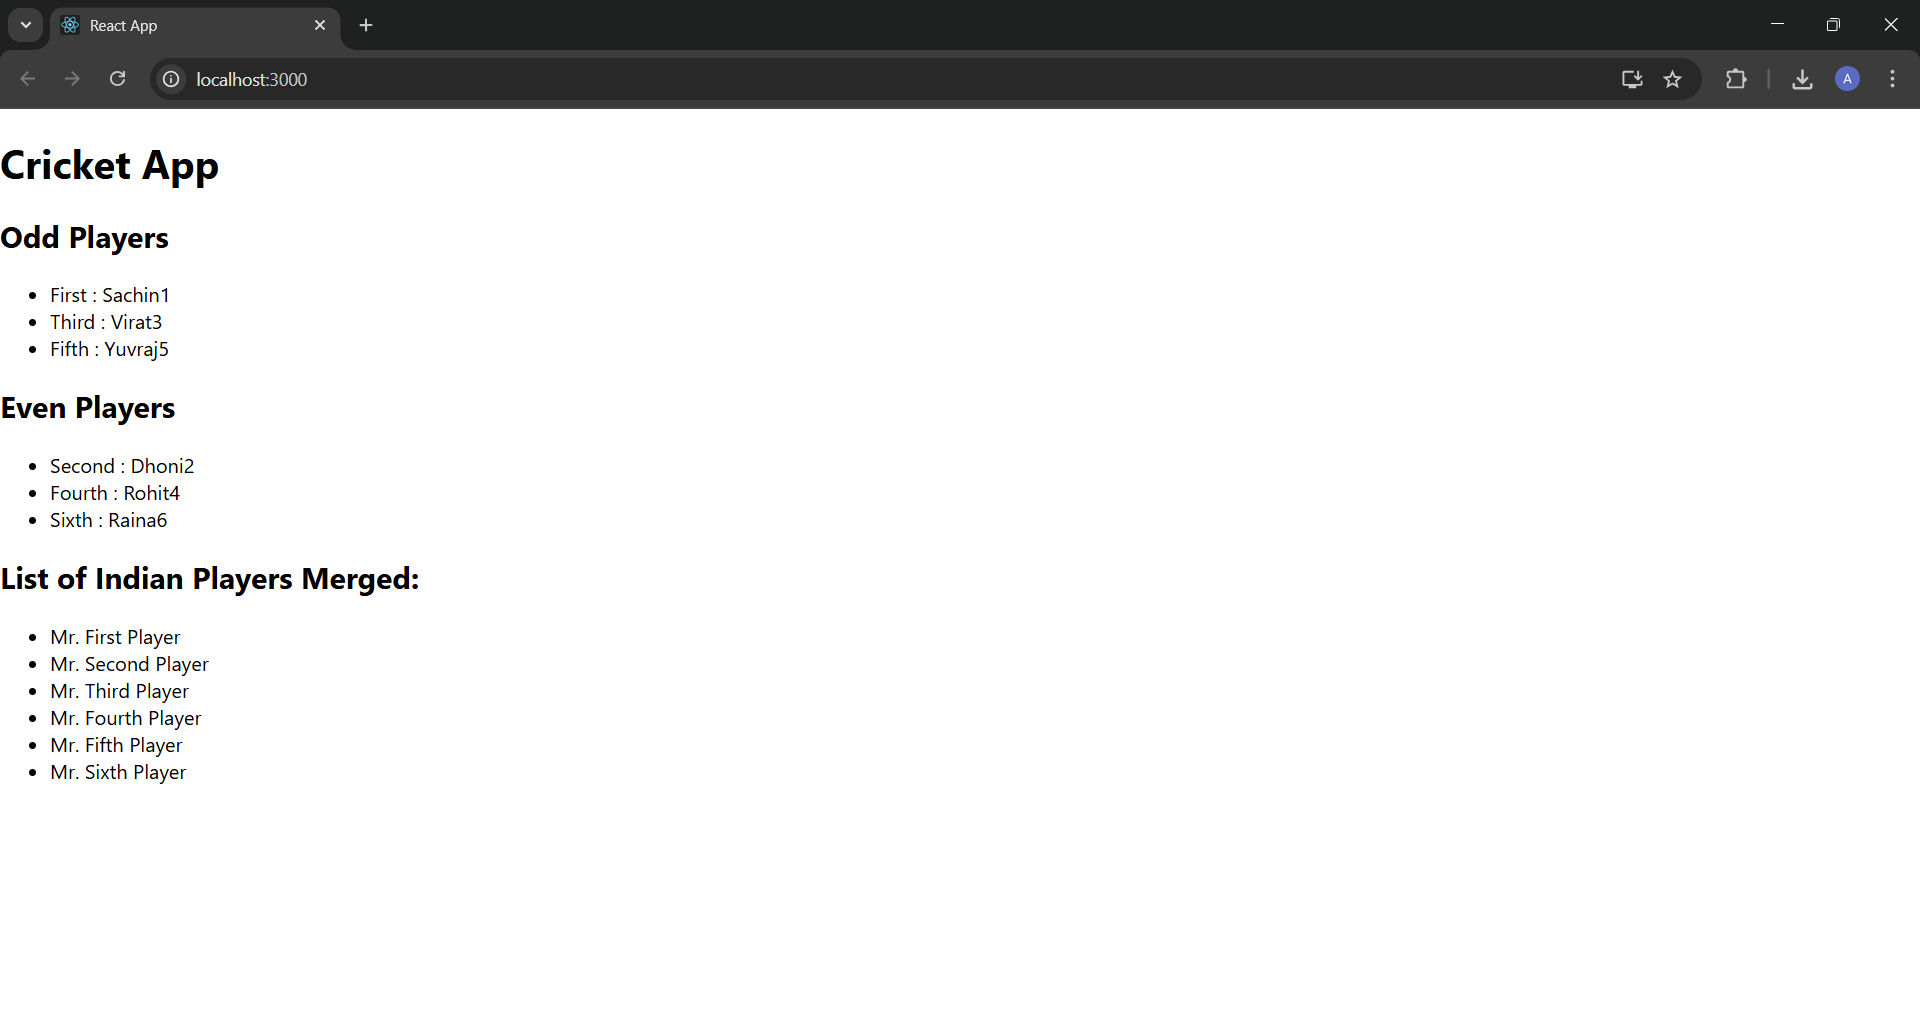 React App
localhost:3000
A
Cricket App
Odd Players
First : Sachin1
Third : Virat3
Fifth : Yuvraj5
Even Players
Second : Dhoni2
Fourth : Rohit4
Sixth : Raina6
List of Indian Players Merged:
Mr. First Player
Mr. Second Player
Mr. Third Player
Mr. Fourth Player
Mr. Fifth Player
Mr. Sixth Player